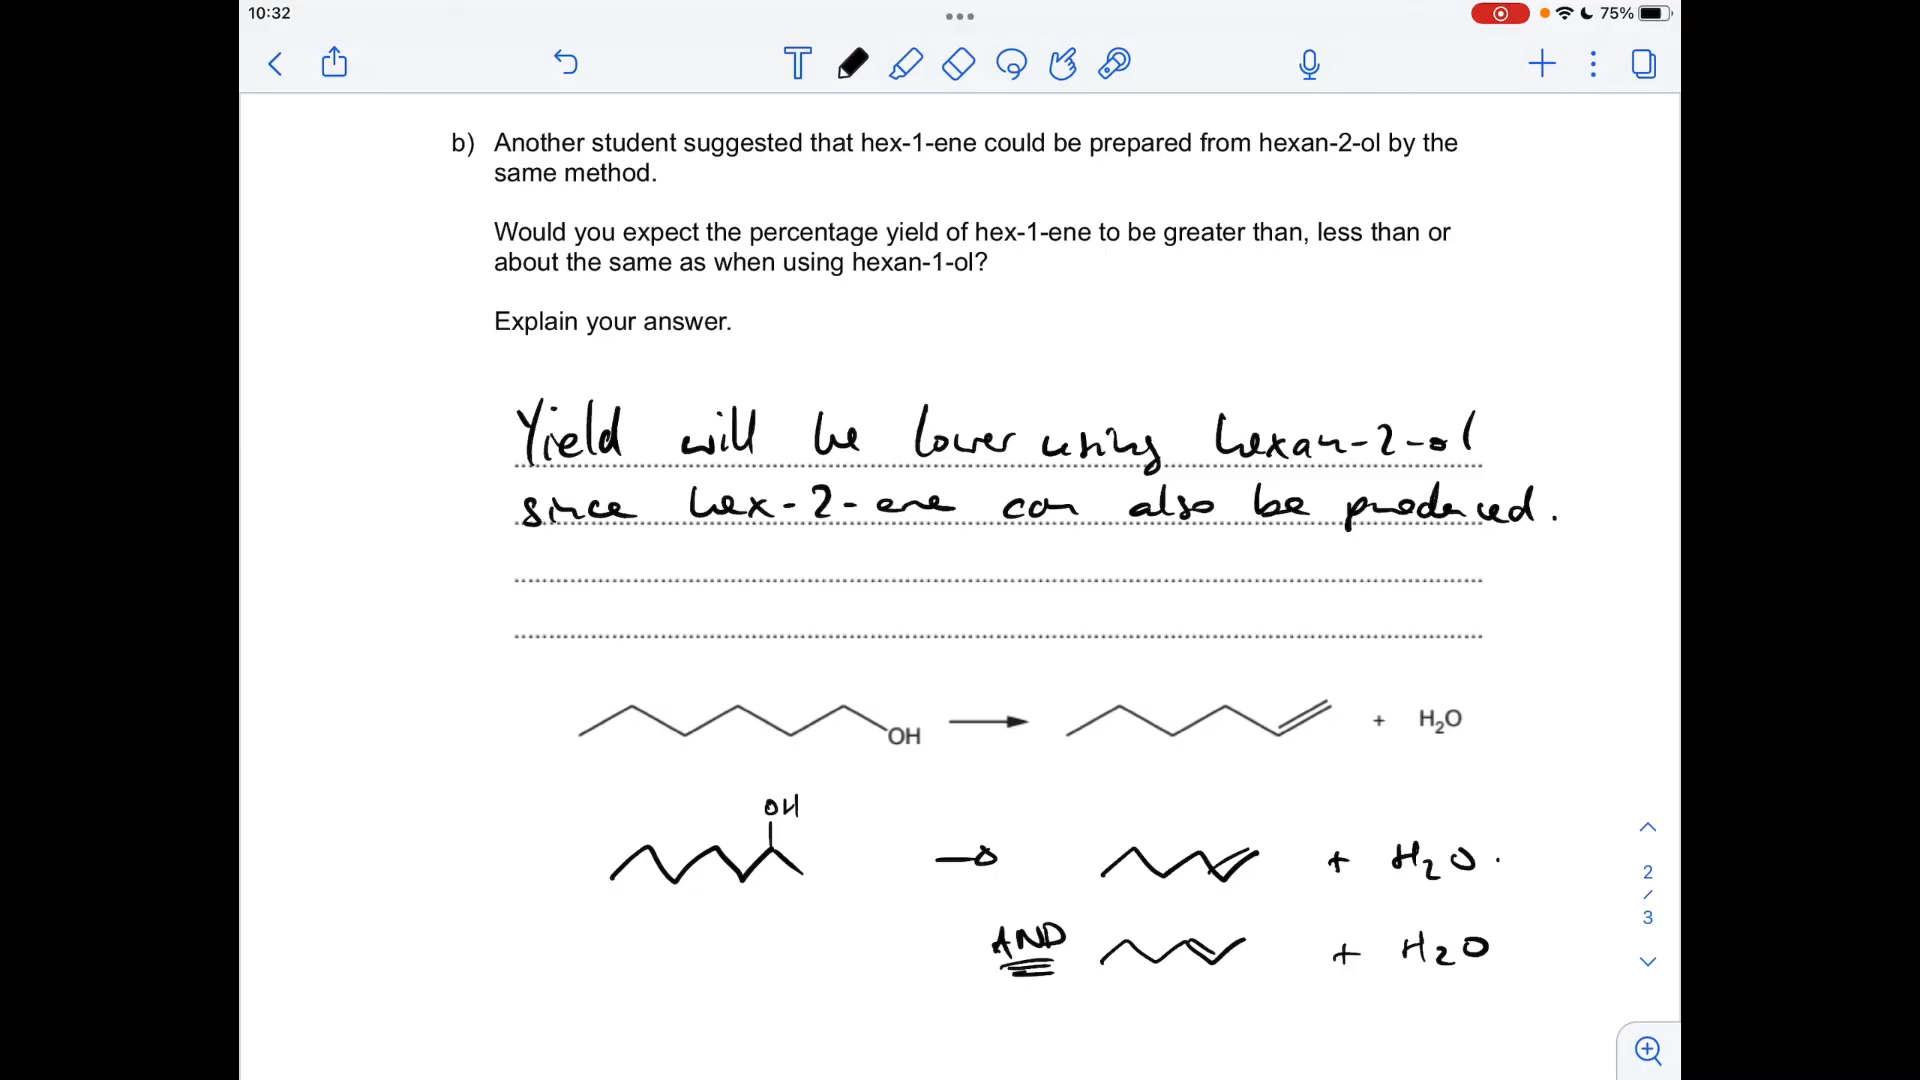 10:32
75%
b) Another student suggested that hex-1-ene could be prepared from hexan-2-ol by the
same method.
Would you expect the percentage yield of hex-1-ene to be greater than, less than or
about the same as when using hexan-1-ol?
Explain your answer.
Yield will be lower using hexan-2-ol
since hex-2-ene can also be produced.
OH + H₂O
OH
+ H₂O.
AND + H₂O
2
/
3